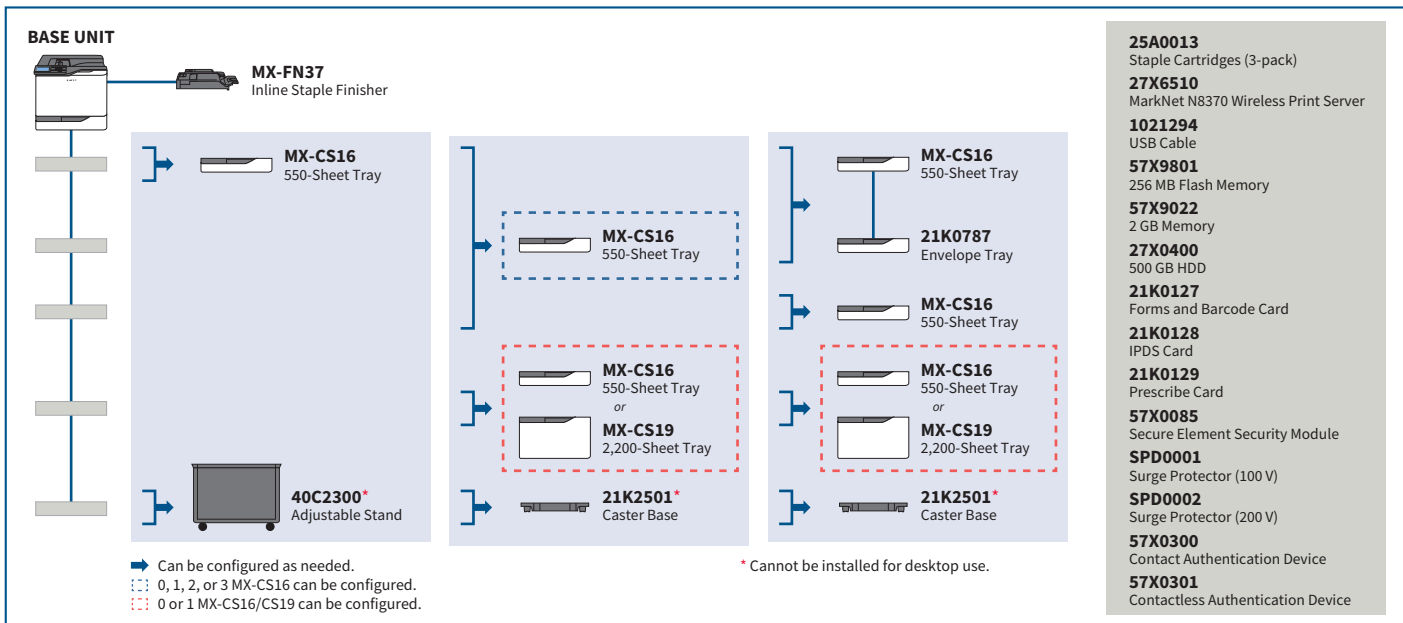 BASE UNIT
MX-FN37
Inline Staple Finisher
MX-CS16
550-Sheet Tray
40C2300*
Adjustable Stand
MX-CS16
550-Sheet Tray
MX-CS16
550-Sheet Tray
or
MX-CS19
2,200-Sheet Tray
21K2501*
Caster Base
MX-CS16
550-Sheet Tray
21K0787
Envelope Tray
MX-CS16
550-Sheet Tray
MX-CS16
550-Sheet Tray
or
MX-CS19
2,200-Sheet Tray
21K2501*
Caster Base
Can be configured as needed.
0, 1, 2, or 3 MX-CS16 can be configured.
0 or 1 MX-CS16/CS19 can be configured.
* Cannot be installed for desktop use.
25A0013
Staple Cartridges (3-pack)
27X6510
MarkNet N8370 Wireless Print Server
1021294
USB Cable
57X9801
256 MB Flash Memory
57X9022
2 GB Memory
27X0400
500 GB HDD
21K0127
Forms and Barcode Card
21K0128
IPDS Card
21K0129
Prescribe Card
57X0085
Secure Element Security Module
SPD0001
Surge Protector (100 V)
SPD0002
Surge Protector (200 V)
57X0300
Contact Authentication Device
57X0301
Contactless Authentication Device